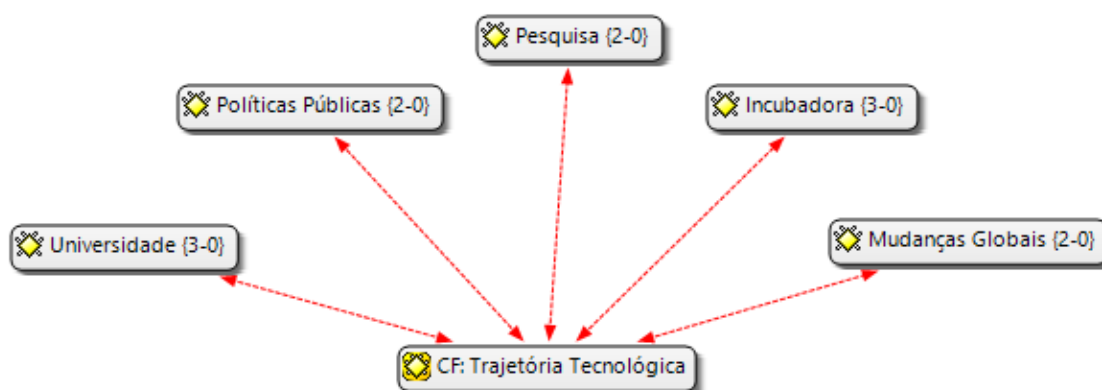 Pesquisa {2-0}
Políticas Públicas {2-0}
Incubadora {3-0}
Universidade {3-0}
Mudanças Globais {2-0}
CF: Trajetória Tecnológica